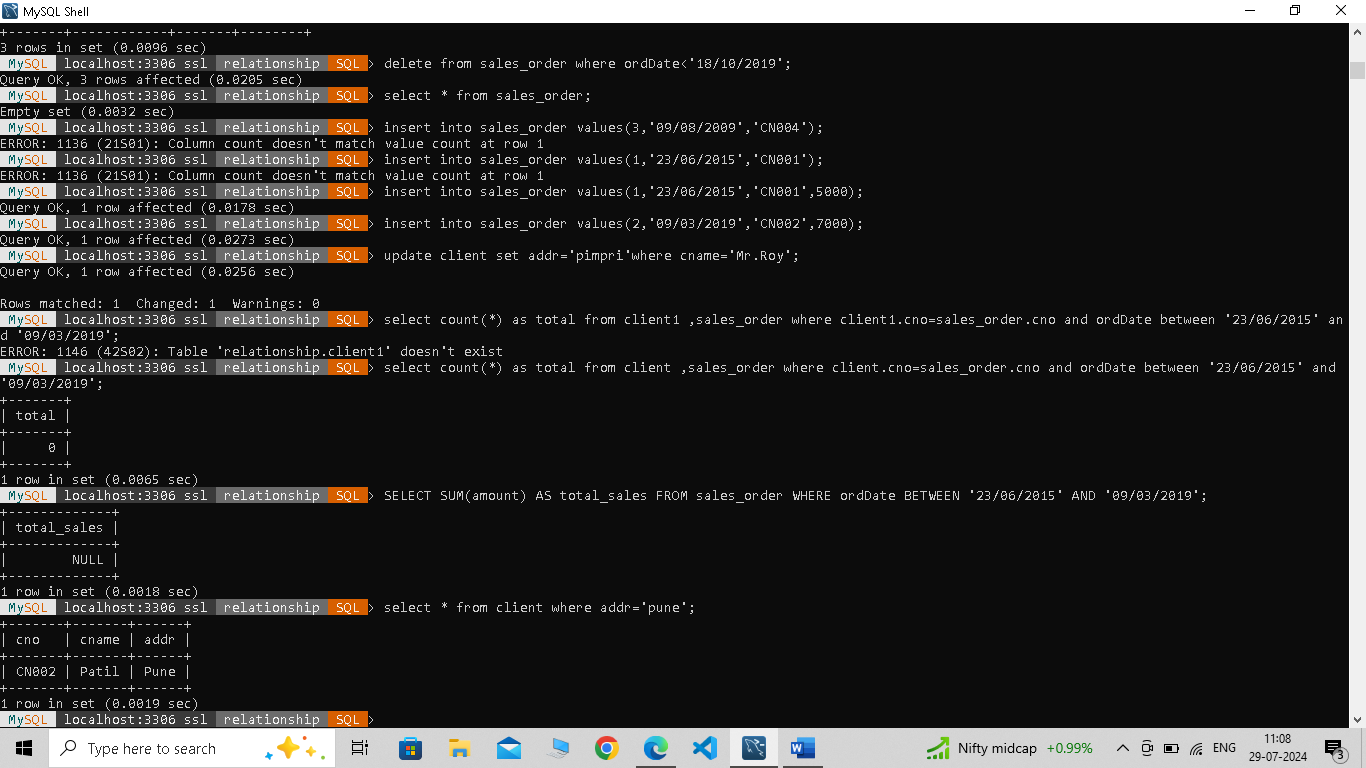 MySQL Shell
+-------+------------+-------+--------+
3 rows in set (0.0096 sec)
MySQL localhost:3306 ssl relationship SQL > delete from sales_order where ordDate<'18/10/2019';
Query OK, 3 rows affected (0.0205 sec)
MySQL localhost:3306 ssl relationship SQL > select * from sales_order;
Empty set (0.0032 sec)
MySQL localhost:3306 ssl relationship SQL > insert into sales_order values(3,'09/08/2009','CN004');
ERROR: 1136 (21S01): Column count doesn't match value count at row 1
MySQL localhost:3306 ssl relationship SQL > insert into sales_order values(1,'23/06/2015','CN001');
ERROR: 1136 (21S01): Column count doesn't match value count at row 1
MySQL localhost:3306 ssl relationship SQL > insert into sales_order values(1,'23/06/2015','CN001',5000);
Query OK, 1 row affected (0.0178 sec)
MySQL localhost:3306 ssl relationship SQL > insert into sales_order values(2,'09/03/2019','CN002',7000);
Query OK, 1 row affected (0.0273 sec)
MySQL localhost:3306 ssl relationship SQL > update client set addr='pimpri'where cname='Mr.Roy';
Query OK, 1 row affected (0.0256 sec)
Rows matched: 1  Changed: 1  Warnings: 0
MySQL localhost:3306 ssl relationship SQL > select count(*) as total from client1 ,sales_order where client1.cno=sales_order.cno and ordDate between '23/06/2015' an
d '09/03/2019';
ERROR: 1146 (42S02): Table 'relationship.client1' doesn't exist
MySQL localhost:3306 ssl relationship SQL > select count(*) as total from client ,sales_order where client.cno=sales_order.cno and ordDate between '23/06/2015' and
'09/03/2019';
+-------+
| total |
+-------+
|     0 |
+-------+
1 row in set (0.0065 sec)
MySQL localhost:3306 ssl relationship SQL > SELECT SUM(amount) AS total_sales FROM sales_order WHERE ordDate BETWEEN '23/06/2015' AND '09/03/2019';
+-------------+
| total_sales |
+-------------+
|        NULL |
+-------------+
1 row in set (0.0018 sec)
MySQL localhost:3306 ssl relationship SQL > select * from client where addr='pune';
+-------+-------+------+
| cno   | cname | addr |
+-------+-------+------+
| CN002 | Patil | Pune |
+-------+-------+------+
1 row in set (0.0019 sec)
MySQL localhost:3306 ssl relationship SQL >
Type here to search
Nifty midcap +0.99%
ENG
11:08
29-07-2024
3